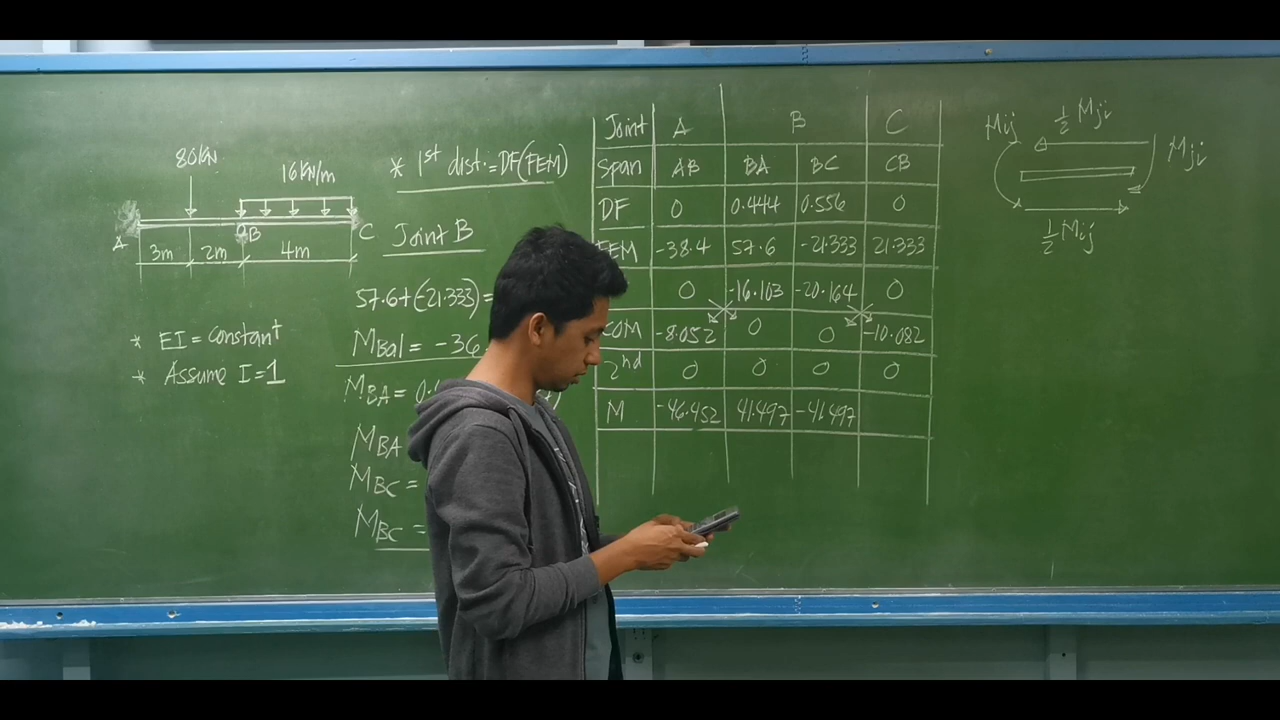 80KN
16KN/m
A
B
C
3m
2m
4m
* EI = constant
* Assume I = 1
* 1st dist. = DF(FEM)
Joint B
57.6+(-21.333)=
MBal = -36.
MBA = 0.
MBA
MBC =
MBC =
Joint A B C
Span AB BA BC CB
DF 0 0.444 0.556 0
FEM -38.4 57.6 -21.333 21.333
0 -16.103 -20.164 0
COM -8.052 0 0 -10.082
2nd 0 0 0 0
M -46.452 41.497 -41.497
Mij
½ Mji
Mji
½ Mij